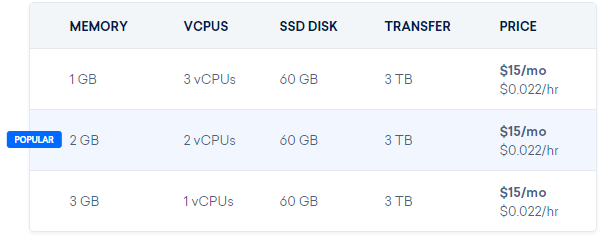 MEMORY VCPUS SSD DISK TRANSFER PRICE
1 GB 3 vCPUs 60 GB 3 TB $15/mo
$0.022/hr
POPULAR 2 GB 2 vCPUs 60 GB 3 TB $15/mo
$0.022/hr
3 GB 1 vCPUs 60 GB 3 TB $15/mo
$0.022/hr